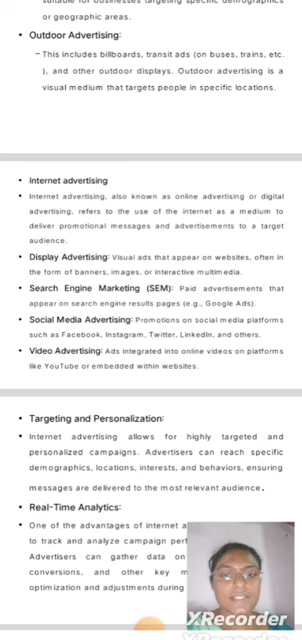 suitable for businesses targeting specific demographics
or geographic areas.
• Outdoor Advertising:
– This includes billboards, transit ads (on buses, trains, etc.
), and other outdoor displays. Outdoor advertising is a
visual medium that targets people in specific locations.
• Internet advertising
• Internet advertising, also known as online advertising or digital
advertising, refers to the use of the internet as a medium to
deliver promotional messages and advertisements to a target
audience.
• Display Advertising: Visual ads that appear on websites, often in
the form of banners, images, or interactive multimedia.
• Search Engine Marketing (SEM): Paid advertisements that
appear on search engine results pages (e.g., Google Ads).
• Social Media Advertising: Promotions on social media platforms
such as Facebook, Instagram, Twitter, LinkedIn, and others.
• Video Advertising: Ads integrated into online videos on platforms
like YouTube or embedded within websites.
• Targeting and Personalization:
• Internet advertising allows for highly targeted and
personalized campaigns. Advertisers can reach specific
demographics, locations, interests, and behaviors, ensuring
messages are delivered to the most relevant audience.
• Real-Time Analytics:
• One of the advantages of internet a
to track and analyze campaign per
Advertisers can gather data on
conversions, and other key m
optimization and adjustments during
XRecorder
XRecorder